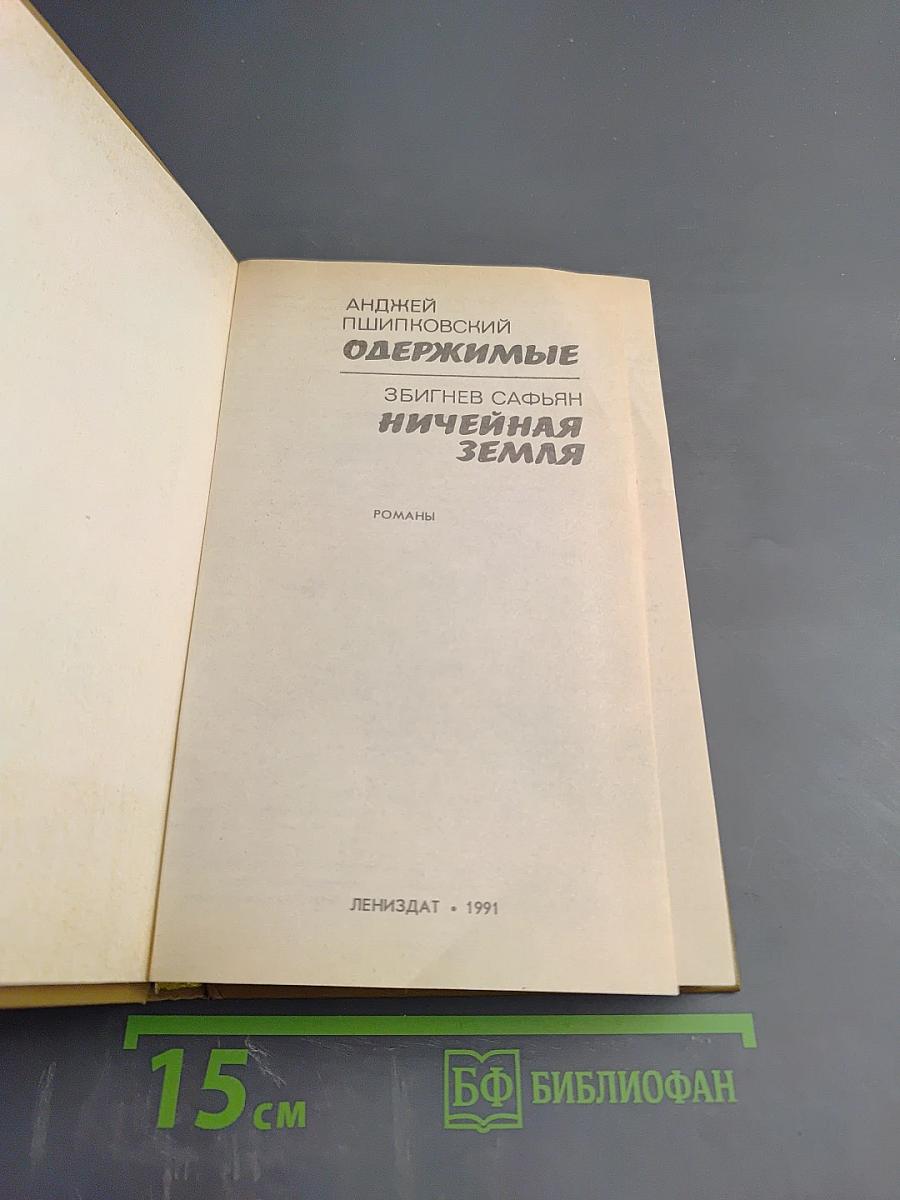 АНДЖЕЙ
ПШИПКОВСКИЙ
ОДЕРЖИМЫЕ
ЗБИГНЕВ САФЬЯН
НИЧЕЙНАЯ
ЗЕМЛЯ
РОМАНЫ
ЛЕНИЗДАТ • 1991
15 см
БФ БИБЛИОФАН